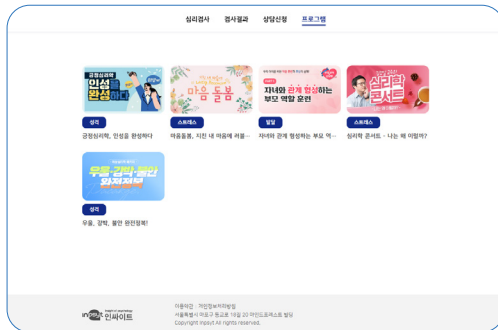 심리검사 검사결과 상담신청 프로그램
긍정심리학
인성을
완성하다
마음 돌봄
자녀와 관계 형성하는
부모 역할 훈련
심리학
콘서트
성격
스트레스
발달
스트레스
긍정심리학, 인성을 완성하다
마음돌봄, 지친 내 마음에 러블…
자녀와 관계 형성하는 부모 역…
심리학 콘서트 - 나는 왜 이럴까?
우울·강박·불안
완전정복
성격
우울, 강박, 불안 완전정복!
이용약관 개인정보처리방침
inpsyt 인싸이트
서울특별시 마포구 동교로 18길 20 마인드포레스트 빌딩
Copyright Inpsyt All rights reserved.